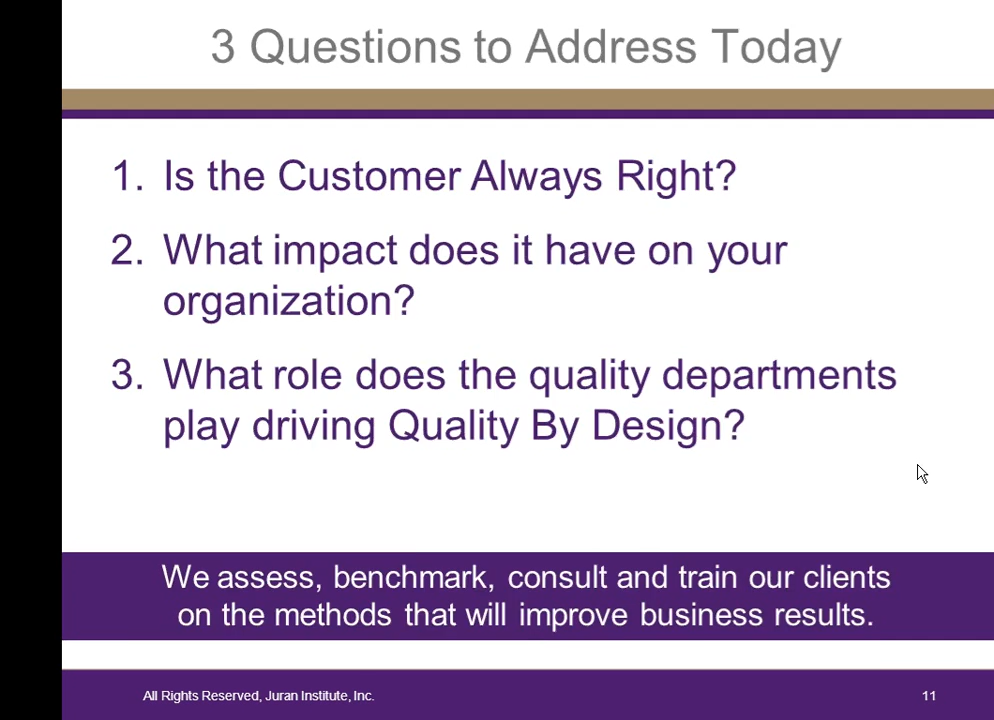 3 Questions to Address Today
1. Is the Customer Always Right?
2. What impact does it have on your
organization?
3. What role does the quality departments
play driving Quality By Design?
We assess, benchmark, consult and train our clients
on the methods that will improve business results.
All Rights Reserved, Juran Institute, Inc.
11